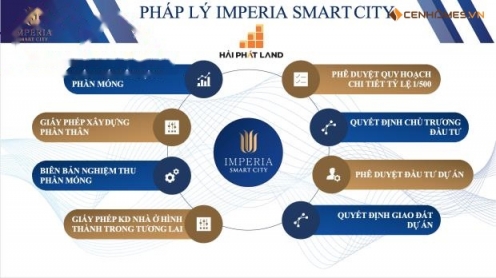 PHÁP LÝ IMPERIA SMART CITY
CENHOMES.VN
IMPERIA
SMART CITY
HẢI PHÁT LAND
PHẦN MÓNG
PHÊ DUYỆT QUY HOẠCH
CHI TIẾT TỶ LỆ 1/500
GIẤY PHÉP XÂY DỰNG
PHẦN THÂN
QUYẾT ĐỊNH CHỦ TRƯƠNG
ĐẦU TƯ
IMPERIA
SMART CITY
BIÊN BẢN NGHIỆM THU
PHẦN MÓNG
PHÊ DUYỆT ĐẦU TƯ DỰ ÁN
GIẤY PHÉP KD NHÀ Ở HÌNH
THÀNH TRONG TƯƠNG LAI
QUYẾT ĐỊNH GIAO ĐẤT
DỰ ÁN